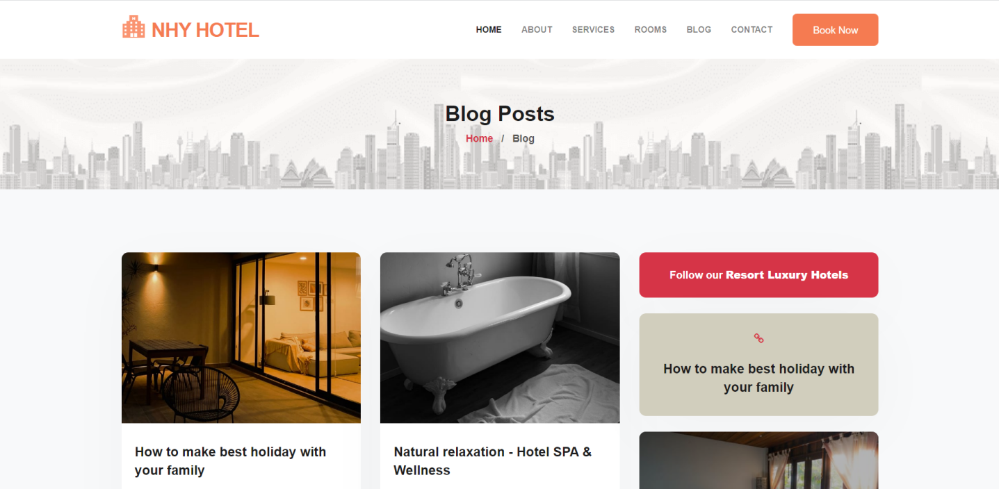 NHY HOTEL
HOME ABOUT SERVICES ROOMS BLOG CONTACT Book Now
Blog Posts
Home / Blog
Follow our Resort Luxury Hotels
How to make best holiday with
your family
How to make best holiday with
your family
Natural relaxation - Hotel SPA &
Wellness